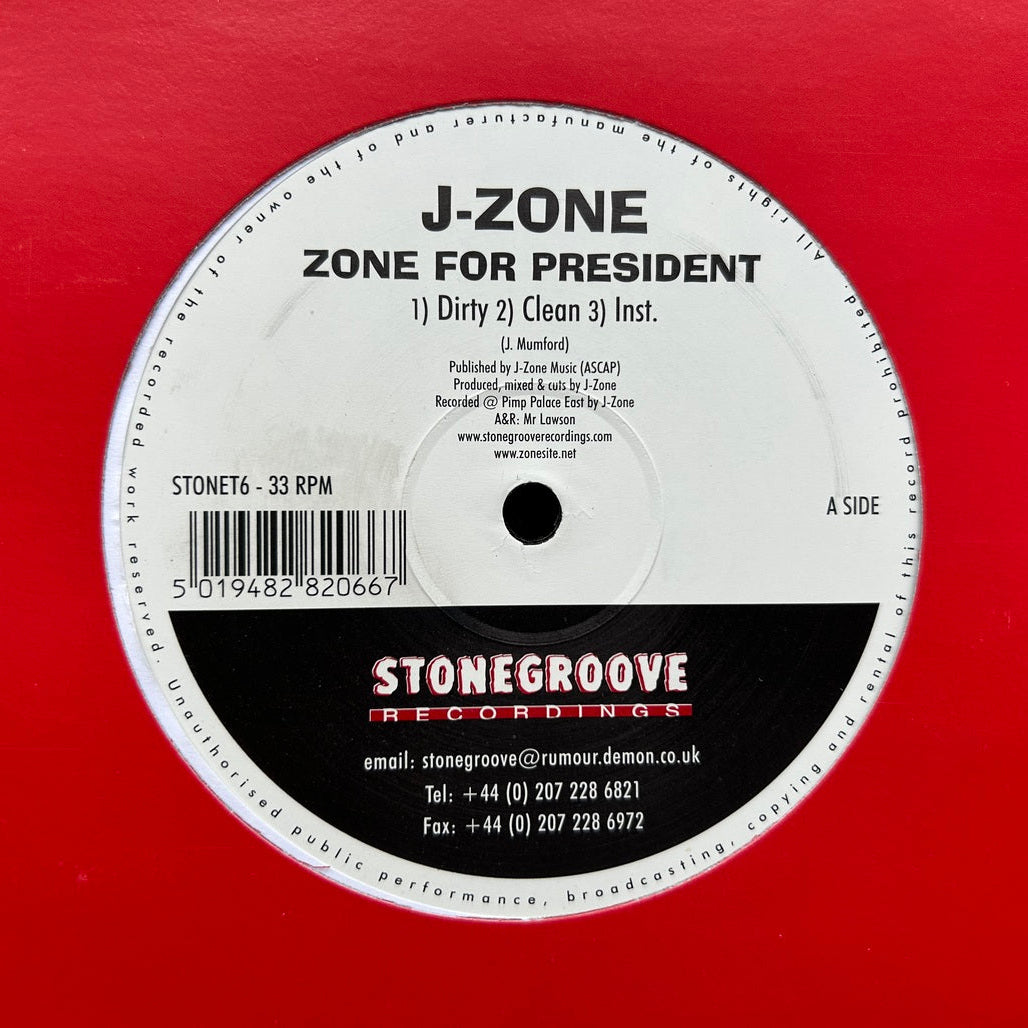 J-ZONE
ZONE FOR PRESIDENT
1) Dirty 2) Clean 3) Inst.
(J. Mumford)
Published by J-Zone Music (ASCAP)
Produced, mixed & cuts by J-Zone
Recorded @ Pimp Palace East by J-Zone
A&R: Mr Lawson
www.stonegrooverecordings.com
www.zonesite.net
STONET6 - 33 RPM
A SIDE
5 019482 820667
STONEGROOVE
RECORDINGS
email: stonegroove@rumour.demon.co.uk
Tel: +44 (0) 207 228 6821
Fax: +44 (0) 207 228 6972
All rights of the manufacturer and of the owner of the recorded work reserved. Unauthorised public performance, broadcasting, copying and rental of this record prohibited.